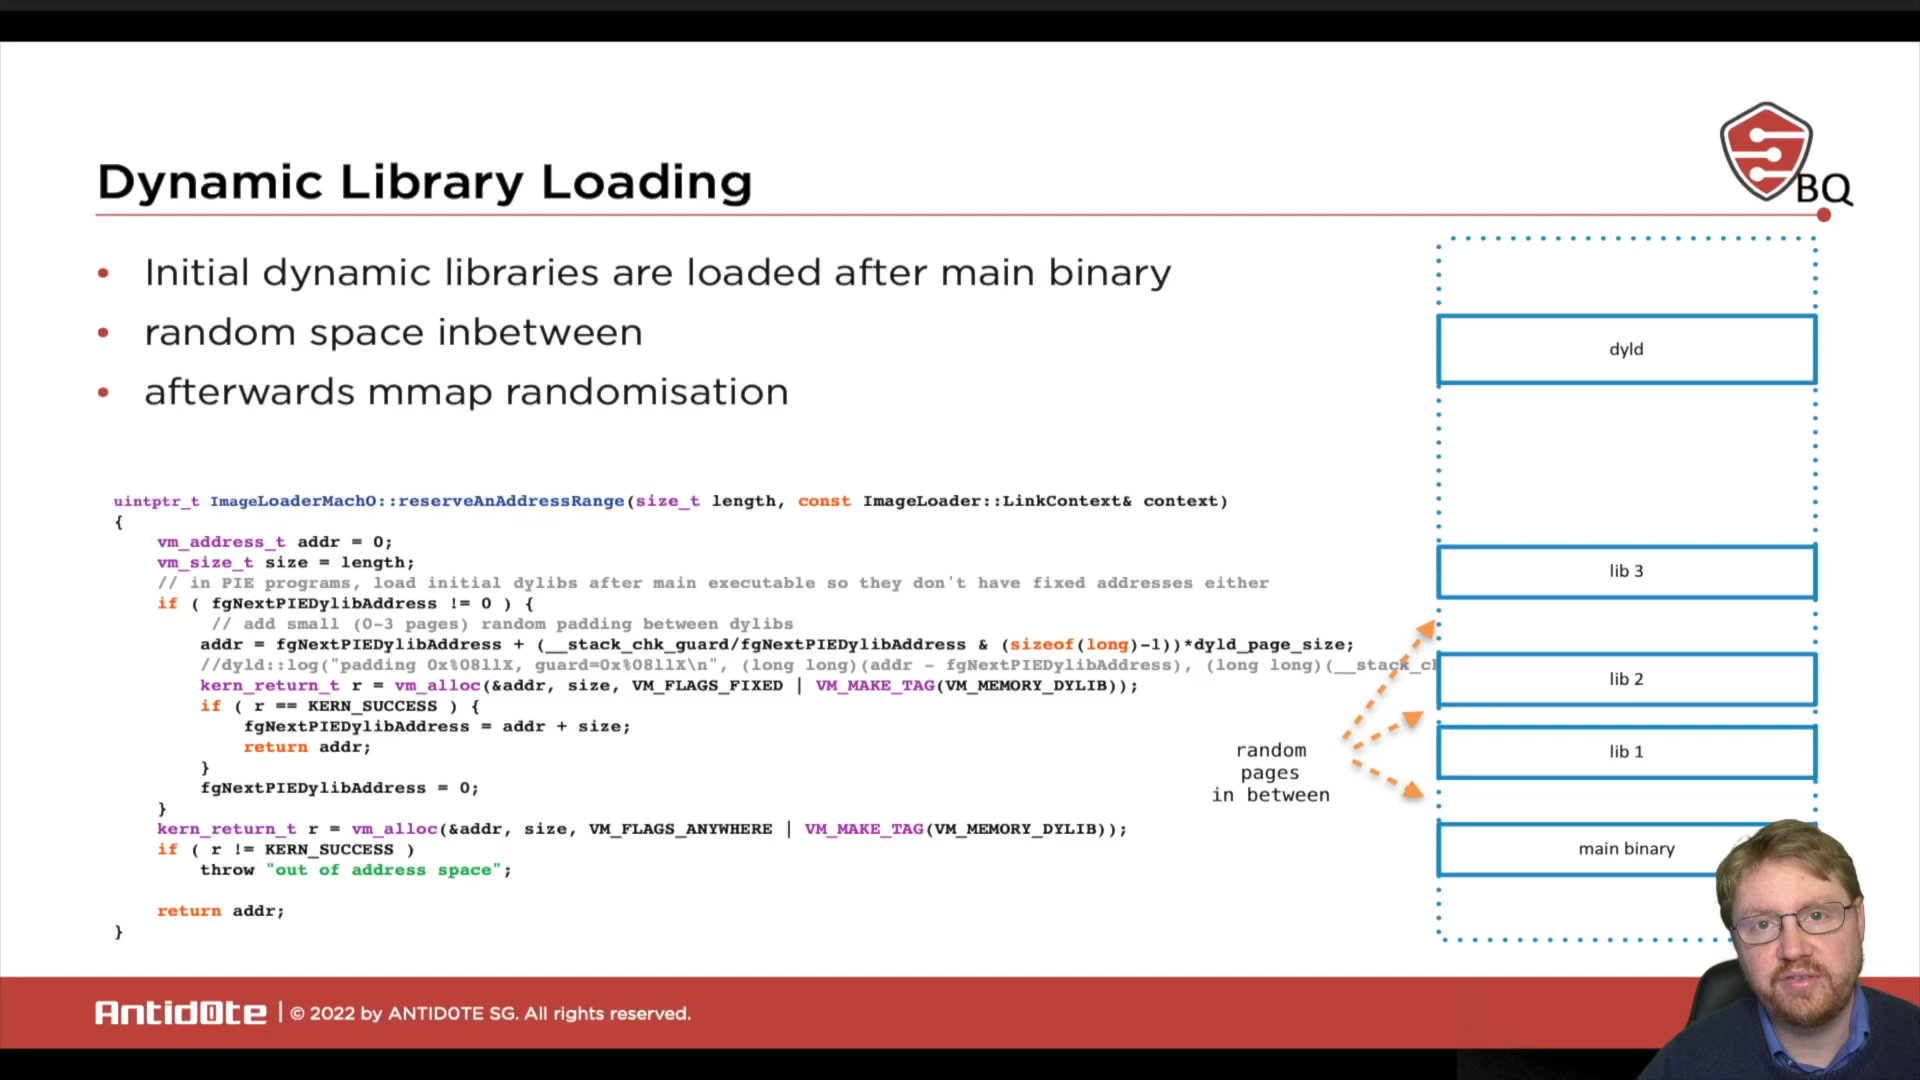 BQ
Dynamic Library Loading
• Initial dynamic libraries are loaded after main binary
• random space inbetween
• afterwards mmap randomisation
uintptr_t ImageLoaderMachO::reserveAnAddressRange(size_t length, const ImageLoader::LinkContext& context)
{
    vm_address_t addr = 0;
    vm_size_t size = length;
    // in PIE programs, load initial dylibs after main executable so they don't have fixed addresses either
    if ( fgNextPIEDylibAddress != 0 ) {
         // add small (0-3 pages) random padding between dylibs
        addr = fgNextPIEDylibAddress + (__stack_chk_guard/fgNextPIEDylibAddress & (sizeof(long)-1))*dyld_page_size;
        //dyld::log("padding 0x%08llX, guard=0x%08llX\n", (long long)(addr - fgNextPIEDylibAddress), (long long)(__stack_ch
        kern_return_t r = vm_alloc(&addr, size, VM_FLAGS_FIXED | VM_MAKE_TAG(VM_MEMORY_DYLIB));
        if ( r == KERN_SUCCESS ) {
            fgNextPIEDylibAddress = addr + size;
            return addr;
        }
        fgNextPIEDylibAddress = 0;
    }
    kern_return_t r = vm_alloc(&addr, size, VM_FLAGS_ANYWHERE | VM_MAKE_TAG(VM_MEMORY_DYLIB));
    if ( r != KERN_SUCCESS )
        throw "out of address space";
    return addr;
}
dyld
lib 3
lib 2
lib 1
main binary
random
pages
in between
Antid0te | © 2022 by ANTID0TE SG. All rights reserved.